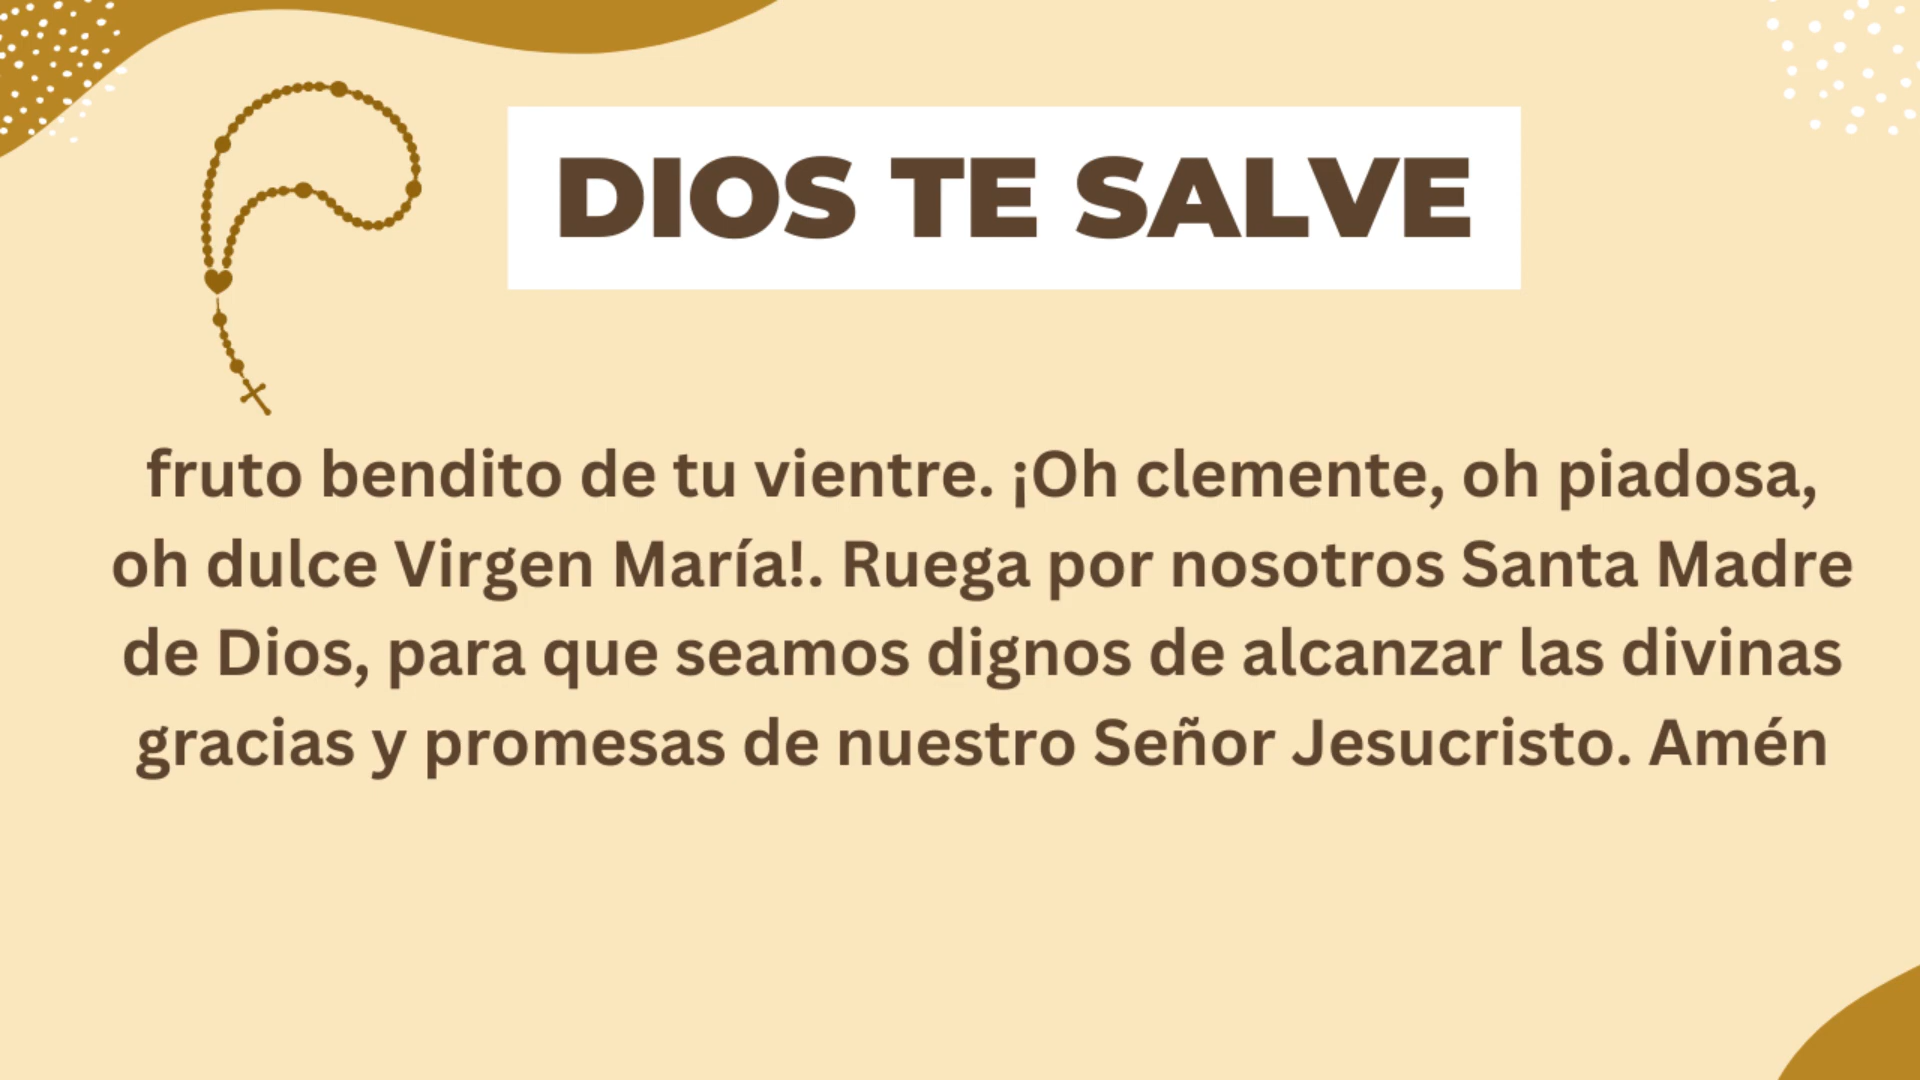 DIOS TE SALVE
fruto bendito de tu vientre. ¡Oh clemente, oh piadosa,
oh dulce Virgen María!. Ruega por nosotros Santa Madre
de Dios, para que seamos dignos de alcanzar las divinas
gracias y promesas de nuestro Señor Jesucristo. Amén